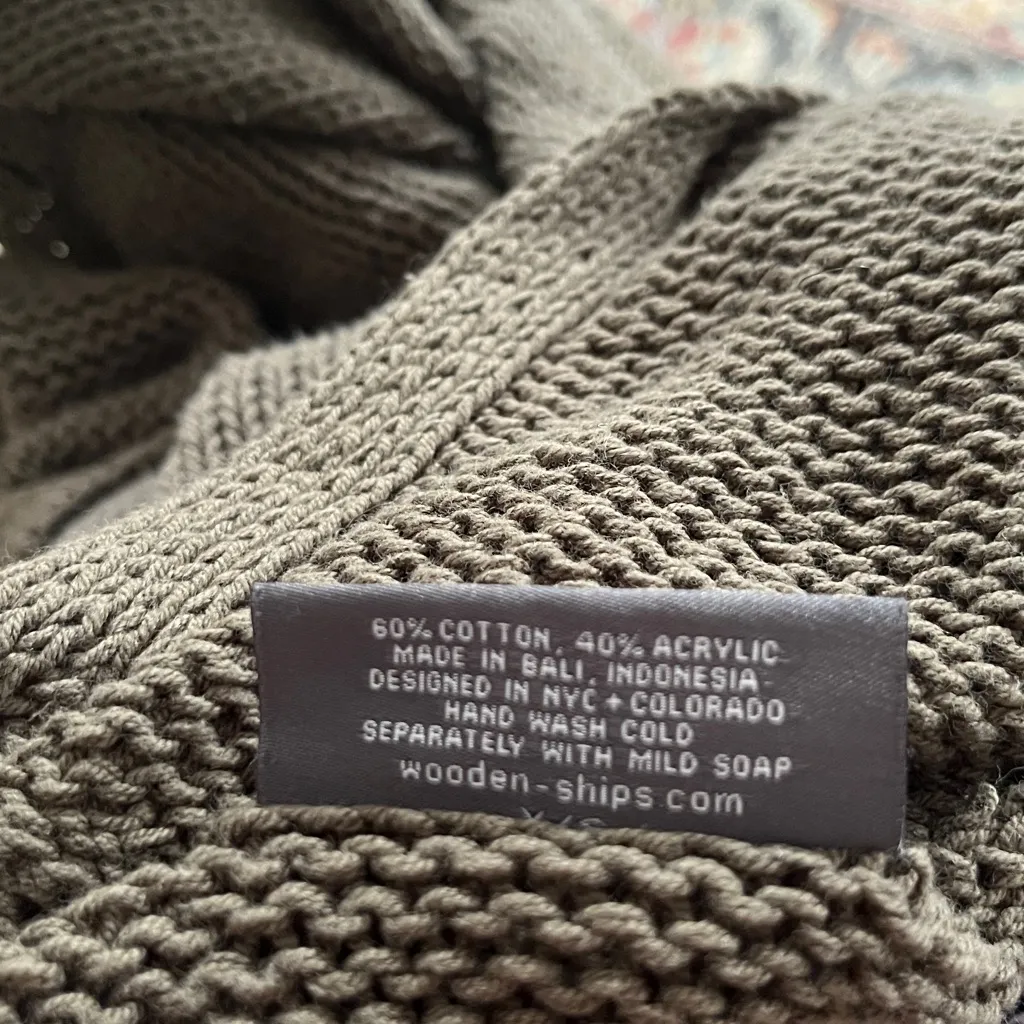 60% COTTON, 40% ACRYLIC
MADE IN BALI, INDONESIA
DESIGNED IN NYC + COLORADO
HAND WASH COLD
SEPARATELY WITH MILD SOAP
wooden-ships.com